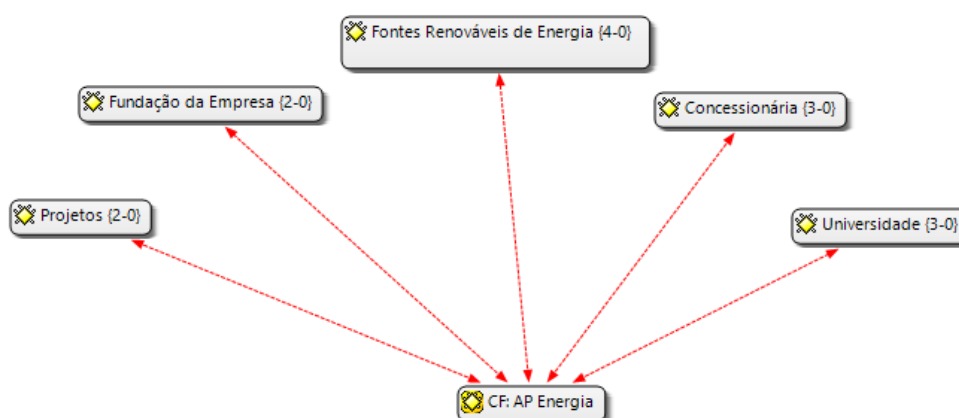 Fontes Renováveis de Energia {4-0}
Fundação da Empresa {2-0}
Concessionária {3-0}
Projetos {2-0}
Universidade {3-0}
CF: AP Energia